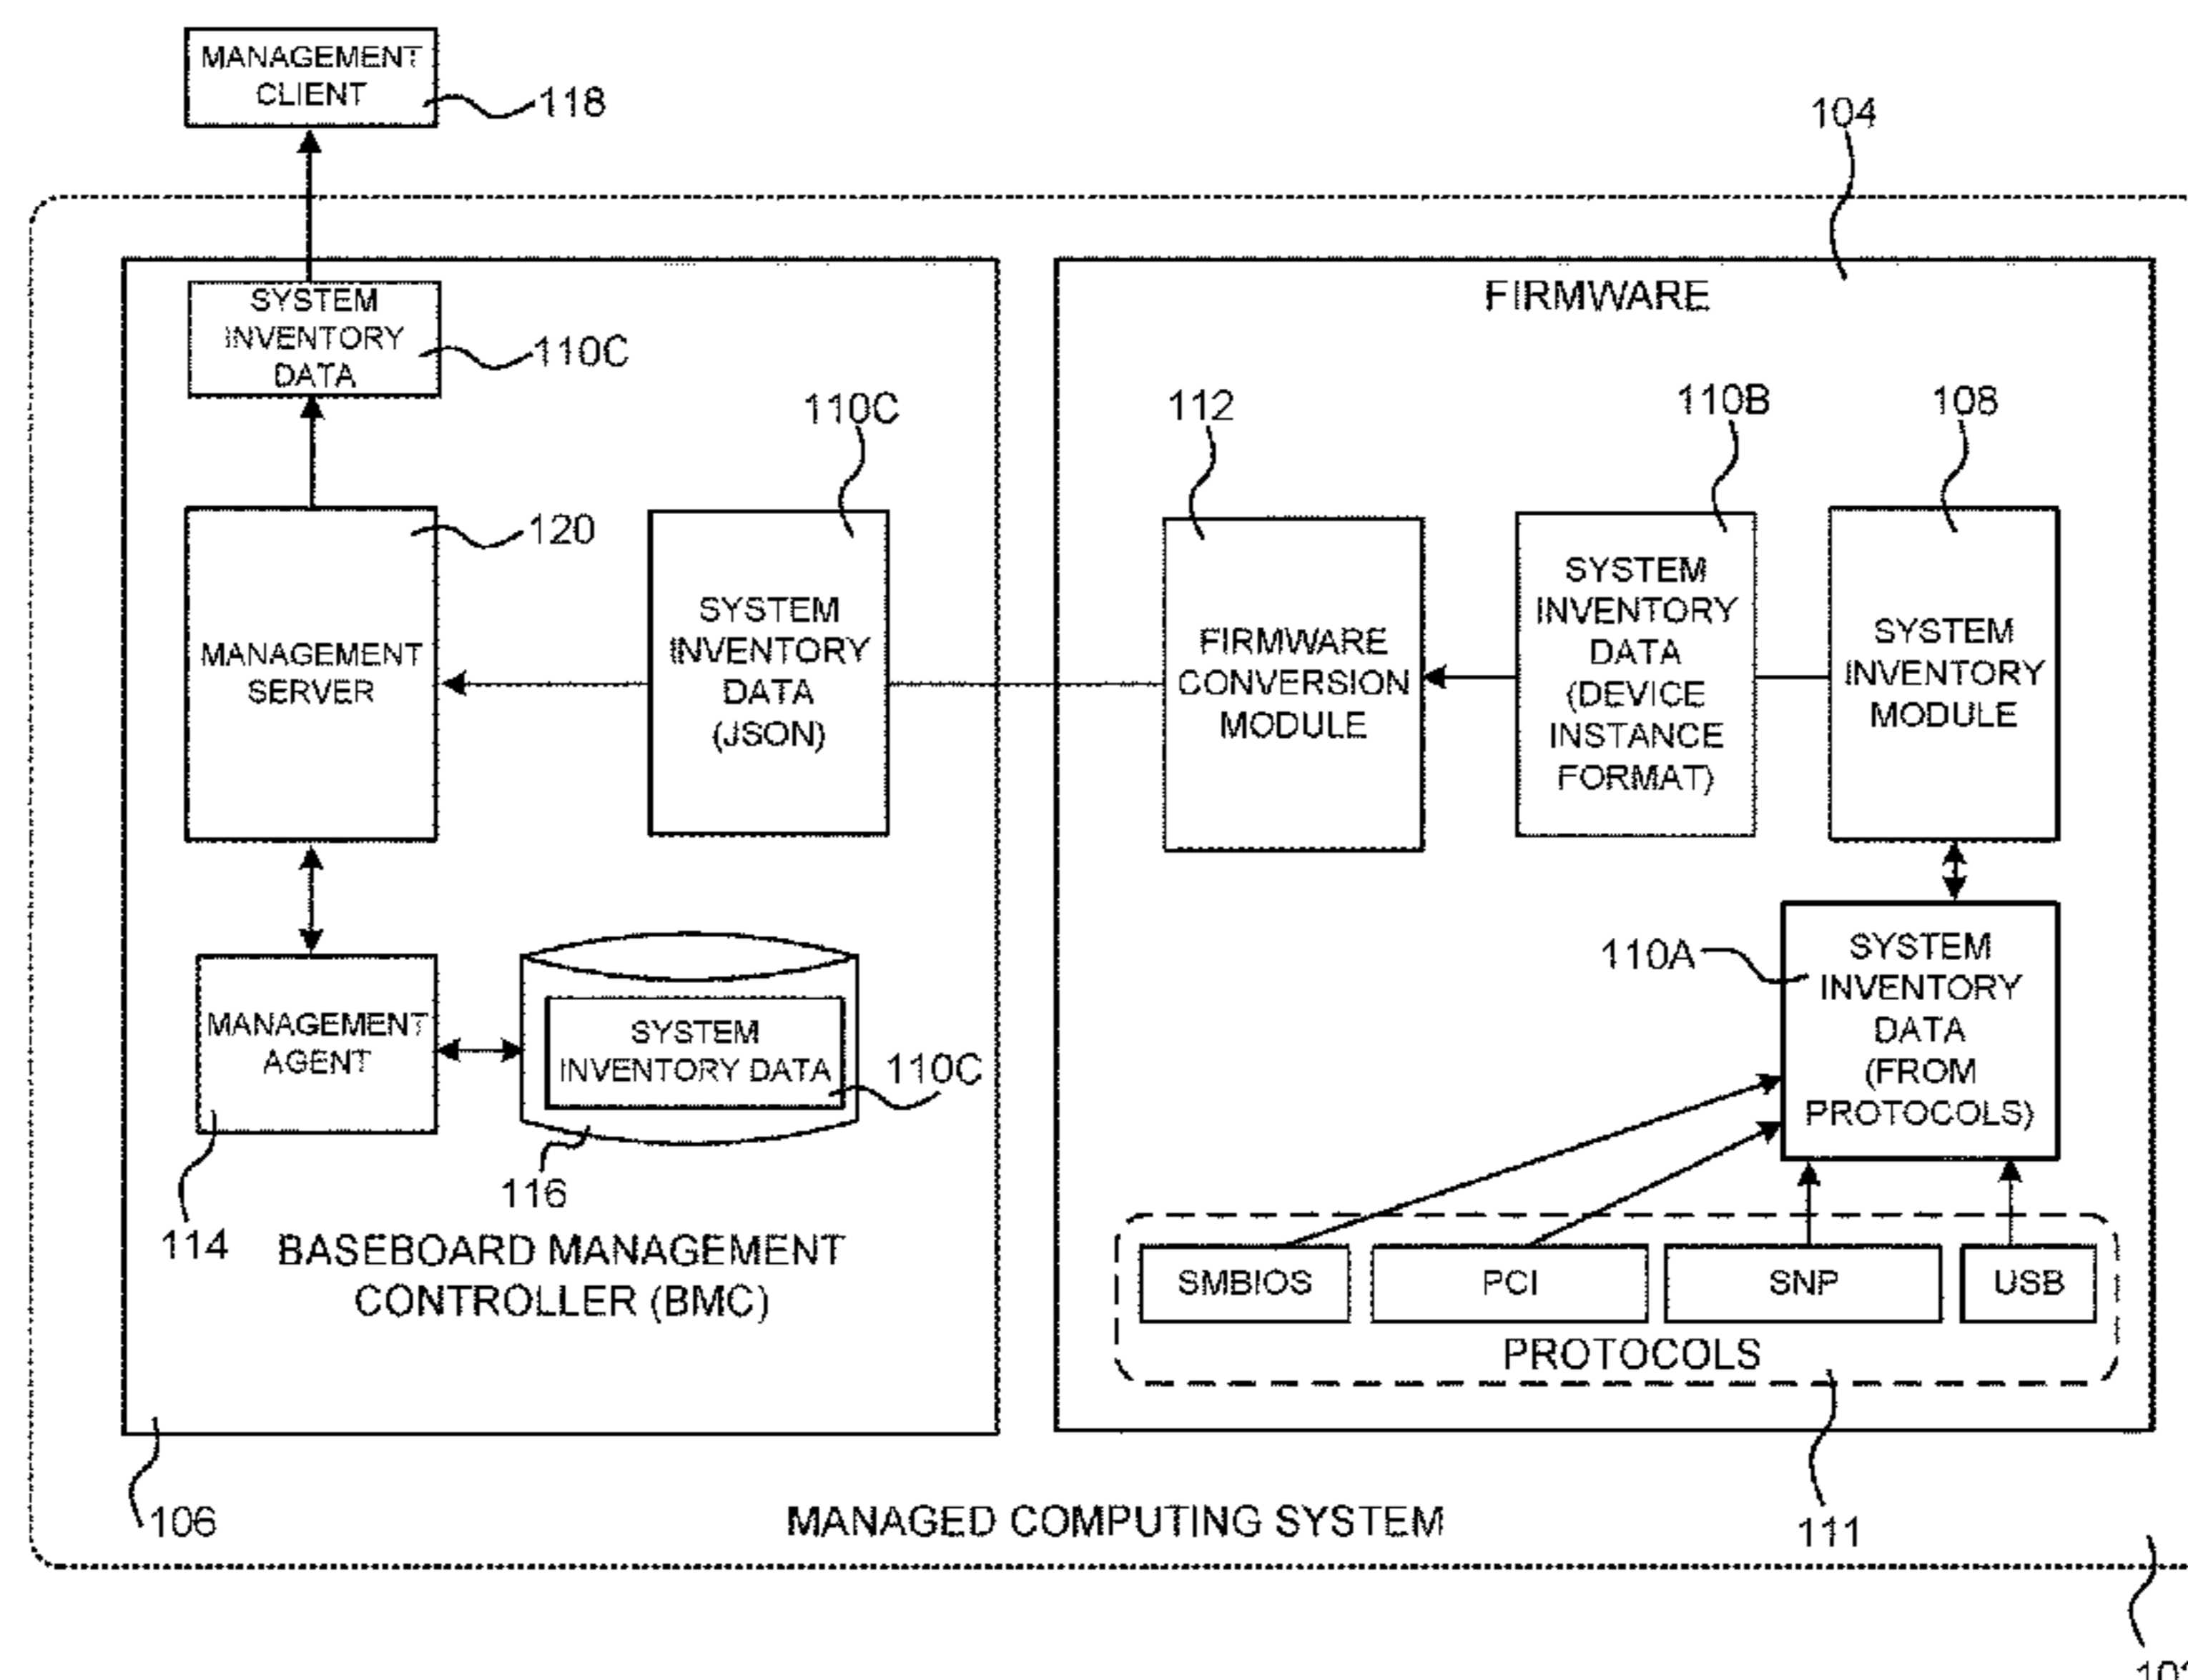 MANAGEMENT
CLIENT
118
104
SYSTEM
INVENTORY
DATA
110C
FIRMWARE
110C
112
110B
108
120
MANAGEMENT
SERVER
SYSTEM
INVENTORY
DATA
(JSON)
FIRMWARE
CONVERSION
MODULE
SYSTEM
INVENTORY
DATA
(DEVICE
INSTANCE
FORMAT)
SYSTEM
INVENTORY
MODULE
MANAGEMENT
AGENT
SYSTEM
INVENTORY DATA
110C
110A
SYSTEM
INVENTORY
DATA
(FROM
PROTOCOLS)
116
114
BASEBOARD MANAGEMENT
CONTROLLER (BMC)
SMBIOS
PCI
SNP
USB
PROTOCOLS
106
MANAGED COMPUTING SYSTEM
111